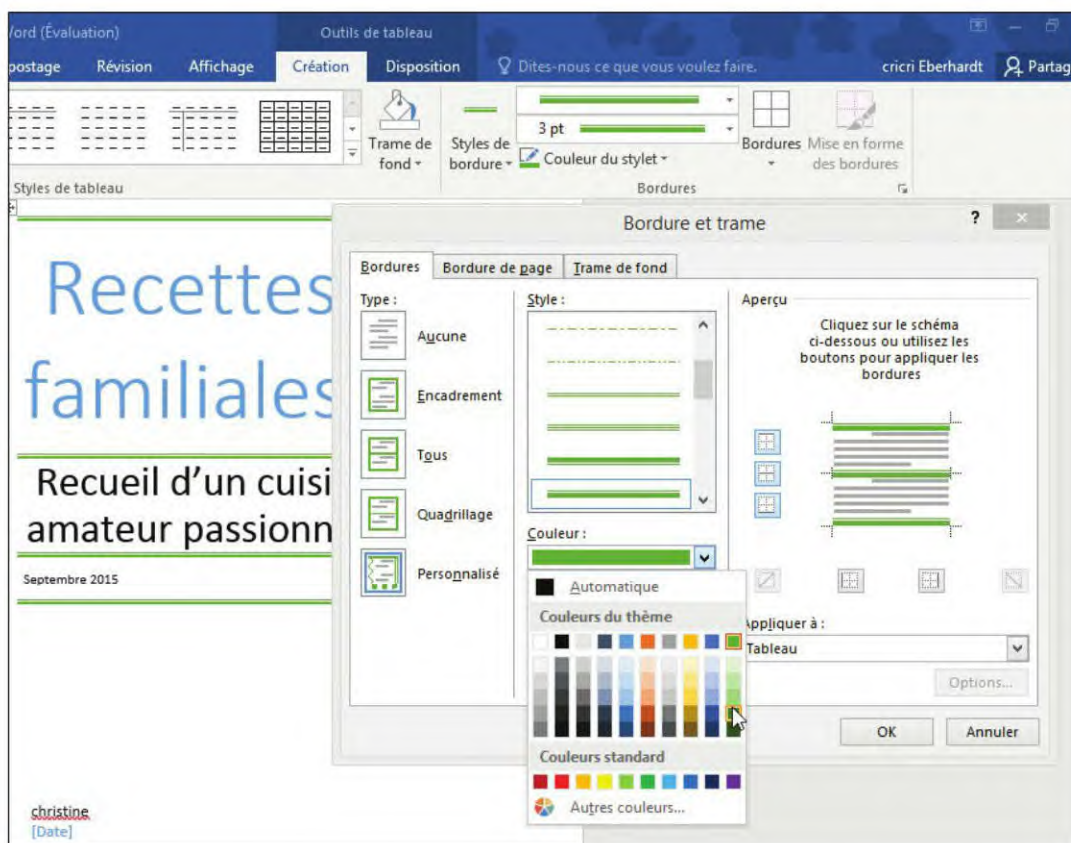 Word (Évaluation)
Outils de tableau
postage Révision Affichage Création Disposition Dites-nous ce que vous voulez faire. cricri Eberhardt Partag
Trame de fond
Styles de bordure
3 pt
Couleur du stylet
Bordures
Mise en forme des bordures
Styles de tableau
Bordures
Recettes
familiales
Recueil d’un cuisi
amateur passionn
Septembre 2015
christine
[Date]
Bordure et trame
?
Bordures Bordure de page Trame de fond
Type :
Aucune
Encadrement
Tous
Quadrillage
Personnalisé
Style :
Couleur :
Automatique
Couleurs du thème
Couleurs standard
Autres couleurs...
Aperçu
Cliquez sur le schéma
ci-dessous ou utilisez les
boutons pour appliquer les
bordures
Appliquer à :
Tableau
Options...
OK Annuler